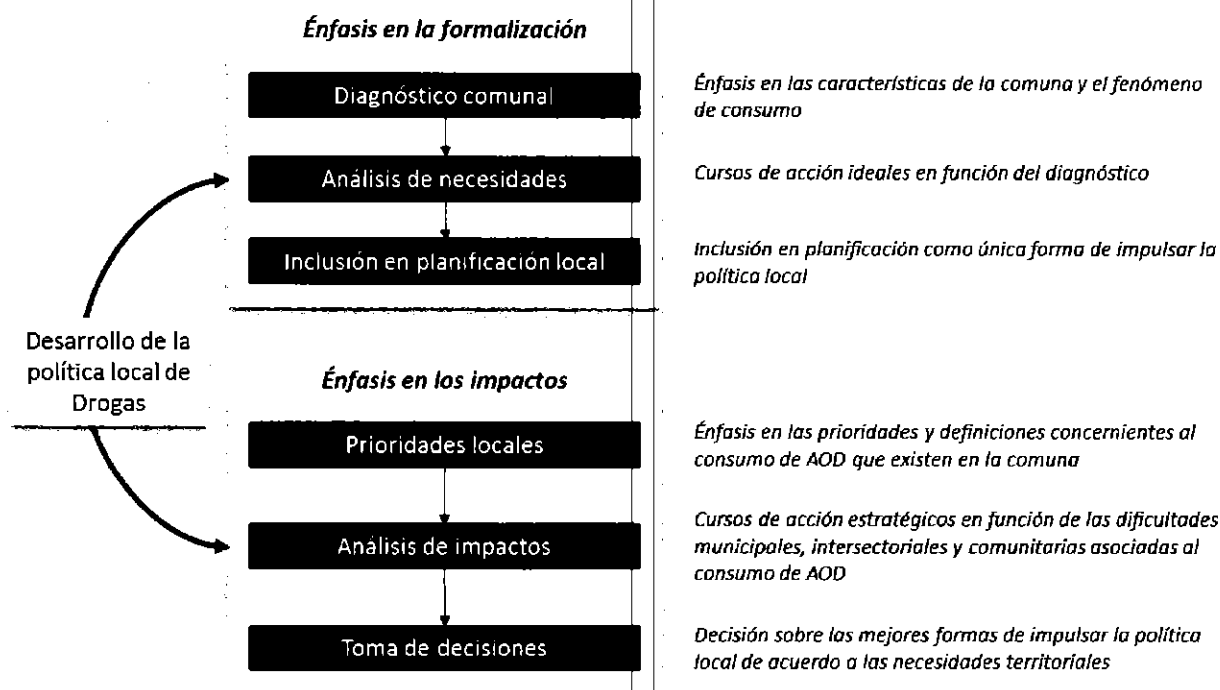 Énfasis en la formalización
Diagnóstico comunal
Énfasis en las características de la comuna y el fenómeno
de consumo
Análisis de necesidades
Cursos de acción ideales en función del diagnóstico
Inclusión en planificación local
Inclusión en planificación como única forma de impulsar la
política local
Desarrollo de la
política local de
Drogas
Énfasis en los impactos
Prioridades locales
Énfasis en las prioridades y definiciones concernientes al
consumo de AOD que existen en la comuna
Análisis de impactos
Cursos de acción estratégicos en función de las dificultades
municipales, intersectoriales y comunitarias asociadas al
consumo de AOD
Toma de decisiones
Decisión sobre las mejores formas de impulsar la política
local de acuerdo a las necesidades territoriales